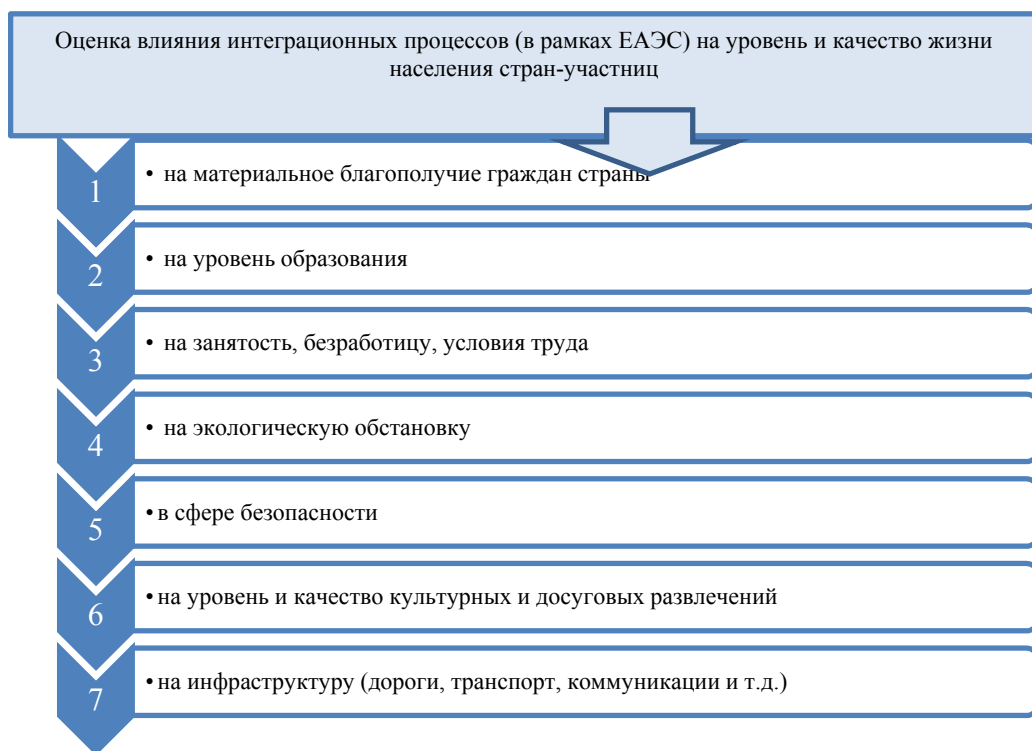 Оценка влияния интеграционных процессов (в рамках ЕАЭС) на уровень и качество жизни
населения стран-участниц
1
• на материальное благополучие граждан страны
2
• на уровень образования
3
• на занятость, безработицу, условия труда
4
• на экологическую обстановку
5
• в сфере безопасности
6
• на уровень и качество культурных и досуговых развлечений
7
• на инфраструктуру (дороги, транспорт, коммуникации и т.д.)